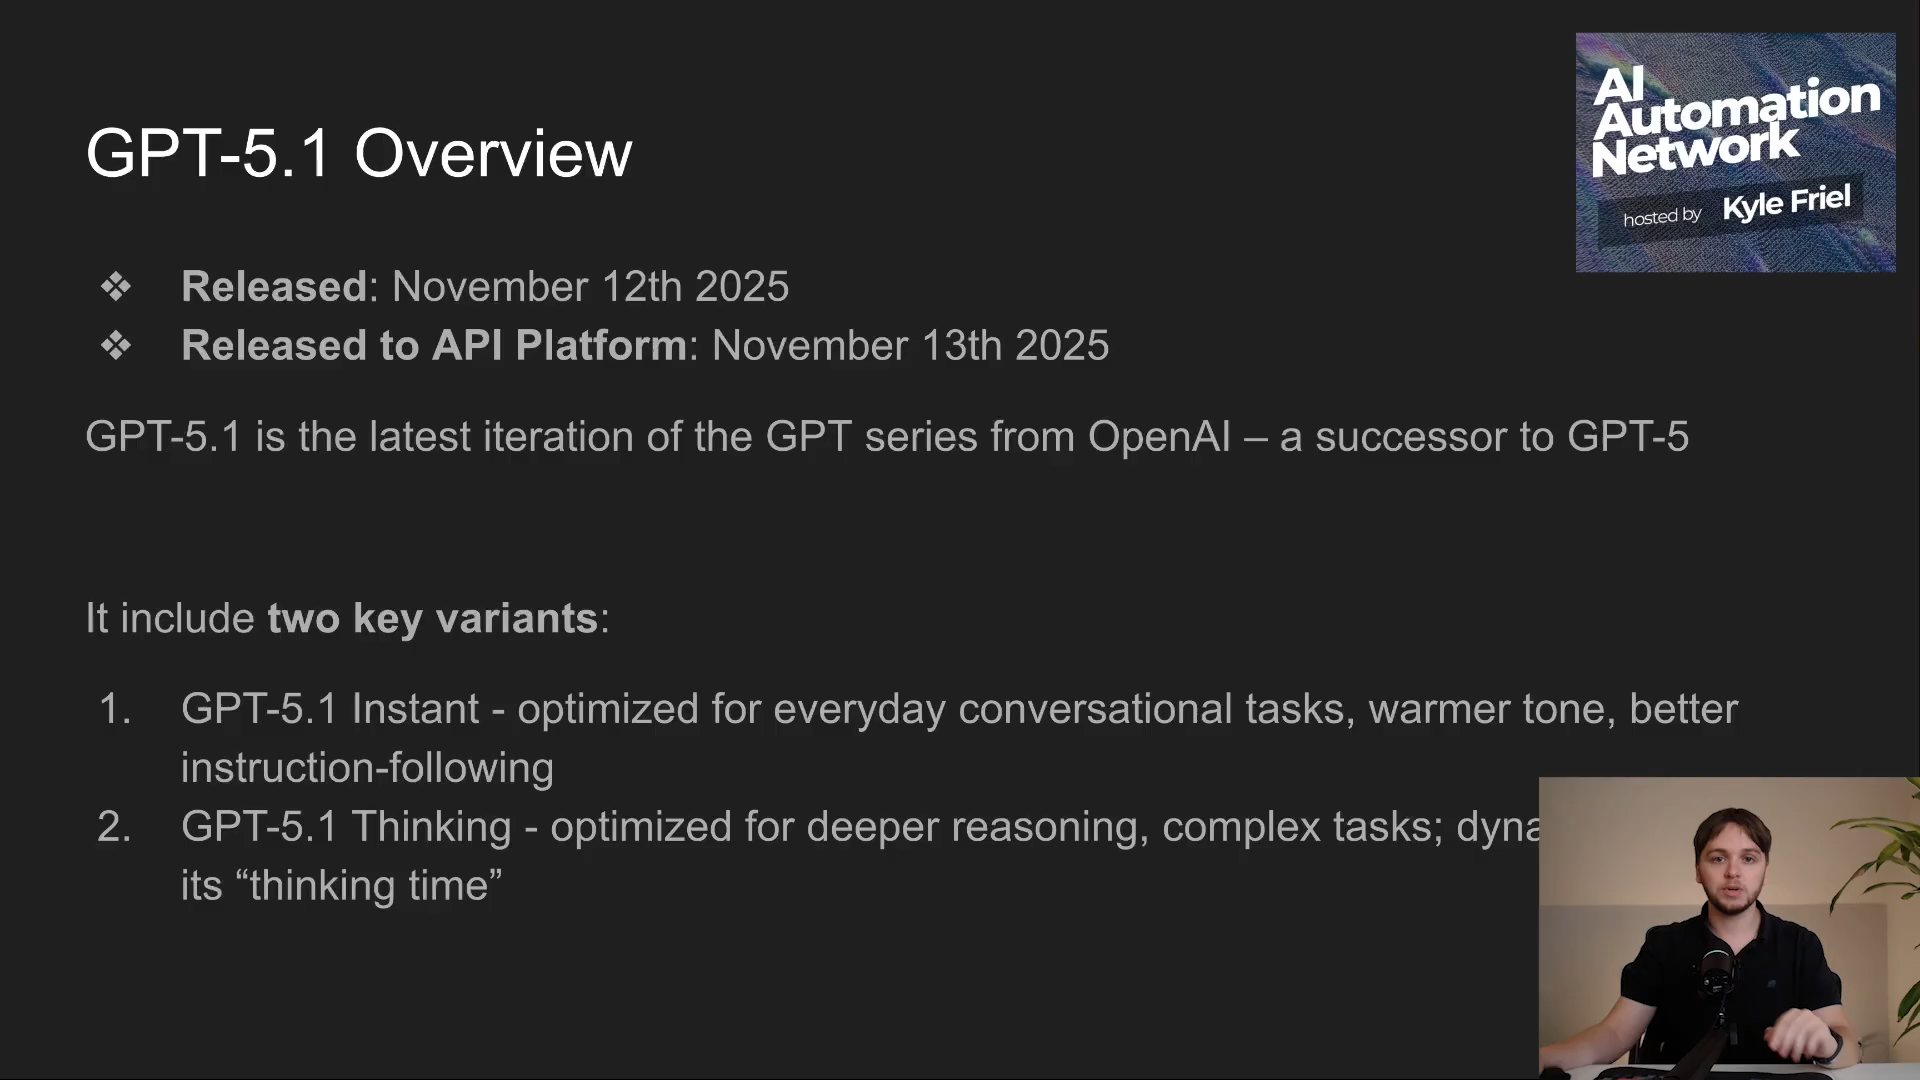 AI
Automation
Network
hosted by Kyle Friel
GPT-5.1 Overview
❖ Released: November 12th 2025
❖ Released to API Platform: November 13th 2025
GPT-5.1 is the latest iteration of the GPT series from OpenAI – a successor to GPT-5
It include two key variants:
1. GPT-5.1 Instant - optimized for everyday conversational tasks, warmer tone, better
instruction-following
2. GPT-5.1 Thinking - optimized for deeper reasoning, complex tasks;
its “thinking time”